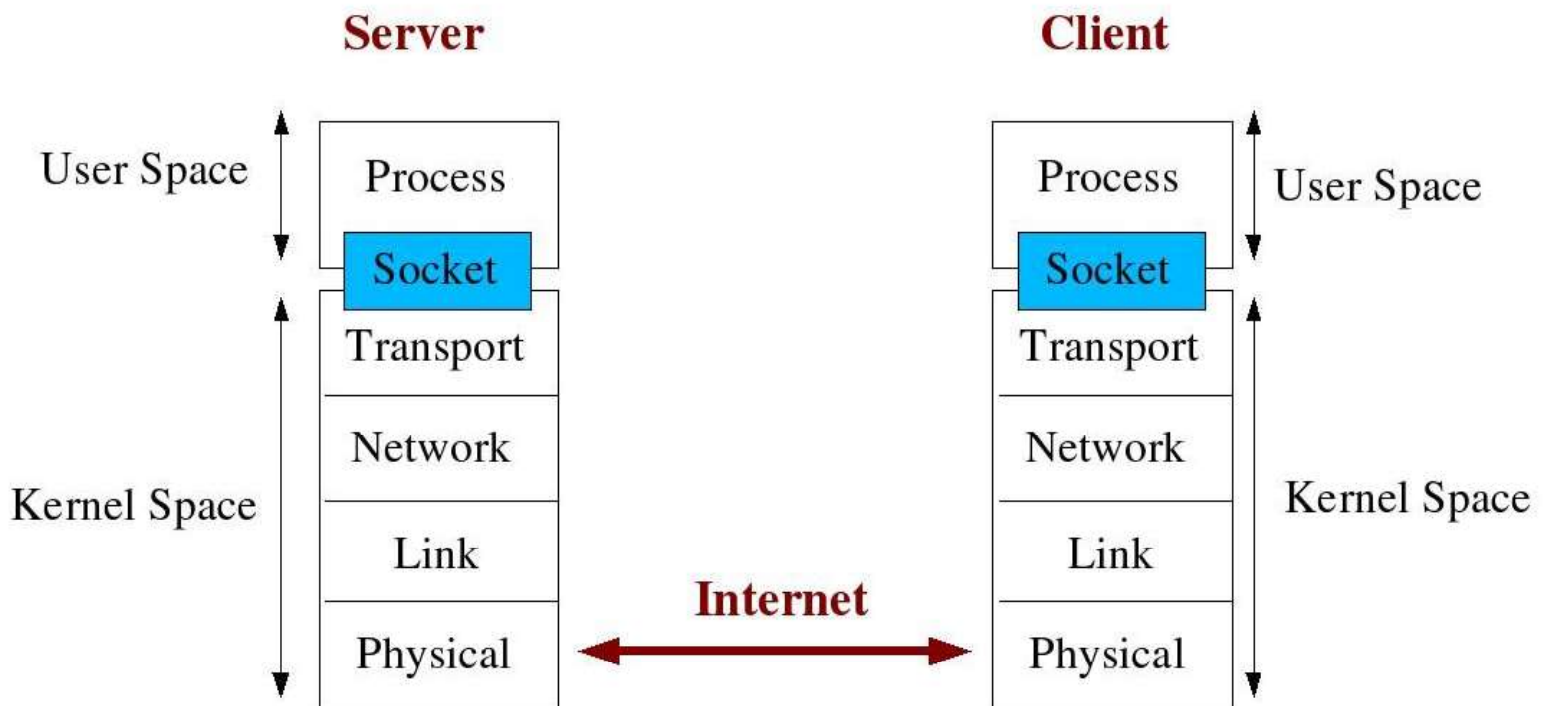 Server
Client
User Space
Process
Process
User Space
Socket
Socket
Transport
Transport
Network
Network
Kernel Space
Kernel Space
Link
Link
Internet
Physical
Physical